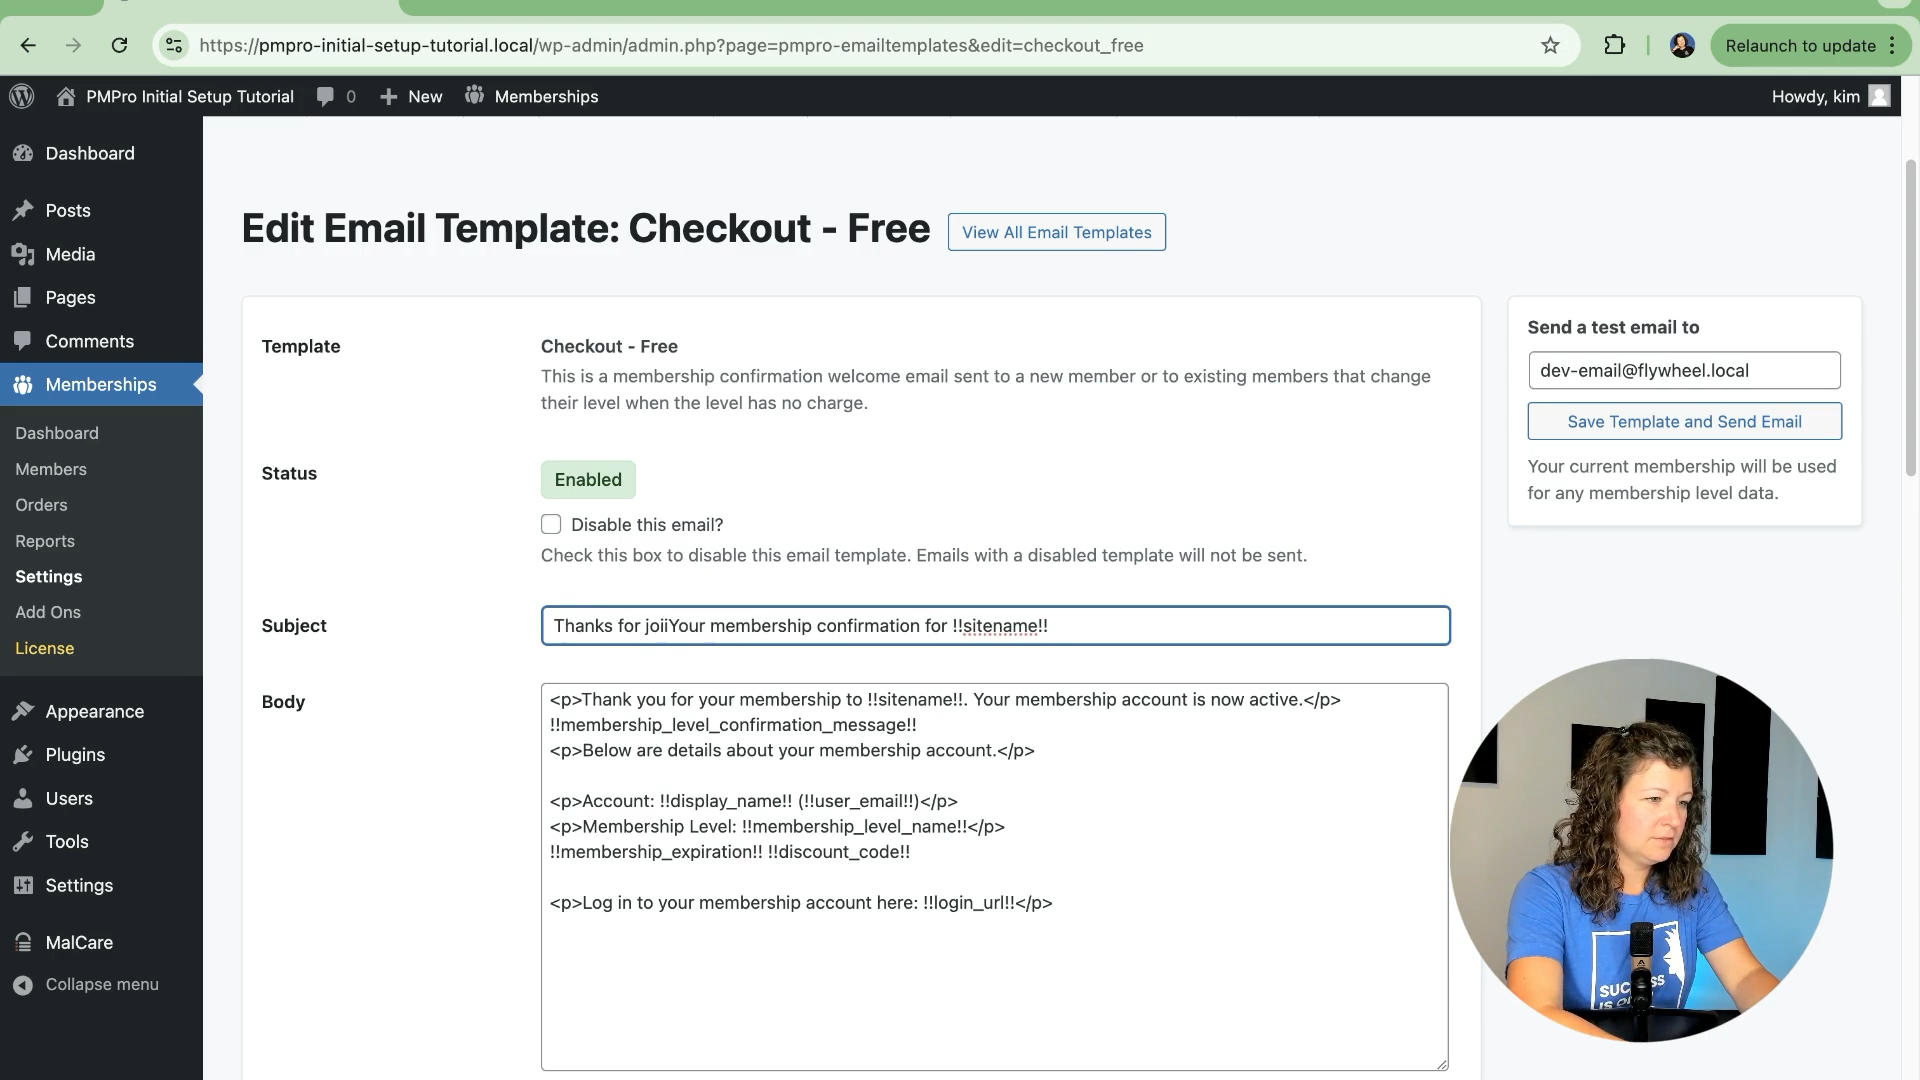 https://pmpro-initial-setup-tutorial.local/wp-admin/admin.php?page=pmpro-emailtemplates&edit=checkout_free
Relaunch to update
PMPro Initial Setup Tutorial
0
New
Memberships
Howdy, kim
Dashboard
Posts
Media
Pages
Comments
Memberships
Dashboard
Members
Orders
Reports
Settings
Add Ons
License
Appearance
Plugins
Users
Tools
Settings
MalCare
Collapse menu
Edit Email Template: Checkout - Free
View All Email Templates
Template
Checkout - Free
This is a membership confirmation welcome email sent to a new member or to existing members that change
their level when the level has no charge.
Status
Enabled
Disable this email?
Check this box to disable this email template. Emails with a disabled template will not be sent.
Subject
Thanks for joiiYour membership confirmation for !!sitename!!
Body
<p>Thank you for your membership to !!sitename!!. Your membership account is now active.</p>
!!membership_level_confirmation_message!!
<p>Below are details about your membership account.</p>
<p>Account: !!display_name!! (!!user_email!!)</p>
<p>Membership Level: !!membership_level_name!!</p>
!!membership_expiration!! !!discount_code!!
<p>Log in to your membership account here: !!login_url!!</p>
Send a test email to
dev-email@flywheel.local
Save Template and Send Email
Your current membership will be used
for any membership level data.